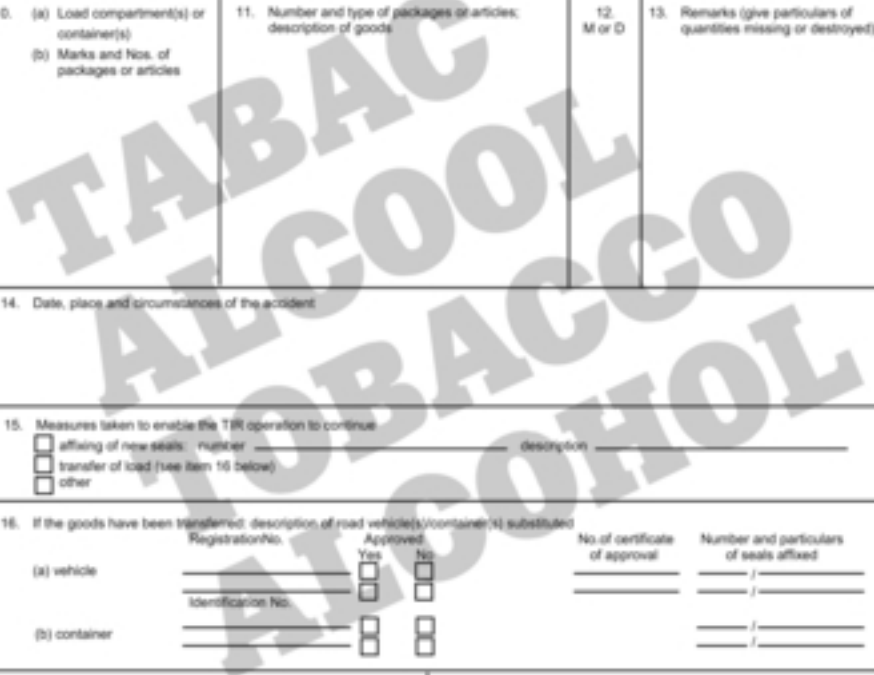 0. (a) Load compartment(s) or
container(s)
(b) Marks and Nos. of
packages or articles
11. Number and type of packages or articles;
description of goods
12.
M or D
13. Remarks (give particulars of
quantities missing or destroyed)
TABAC
ALCOOL
TOBACCO
ALCOHOL
14. Date, place and circumstances of the accident
15. Measures taken to enable the TIR operation to continue
affixing of new seals: number description
transfer of load (see item 16 below)
other
16. If the goods have been transferred: description of road vehicle(s)/container(s) substituted
RegistrationNo. Approved No.of certificate Number and particulars
Yes No of approval of seals affixed
(a) vehicle /
/
Identification No.
(b) container /
/